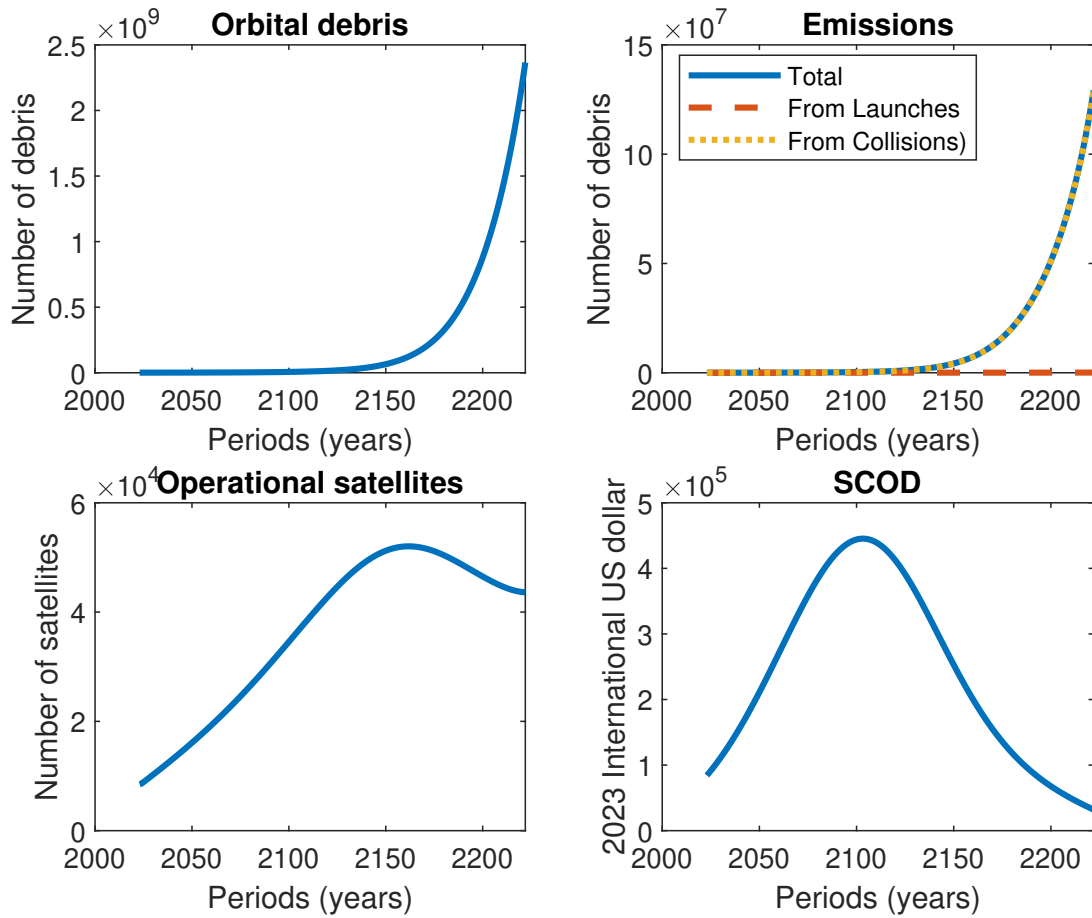 Orbital debris
×10^9
2.5
2
1.5
1
0.5
0
2000 2050 2100 2150 2200
Periods (years)
Number of debris
Emissions
×10^7
15
10
5
0
Total
From Launches
From Collisions)
2000 2050 2100 2150 2200
Periods (years)
Number of debris
Operational satellites
×10^4
6
4
2
0
2000 2050 2100 2150 2200
Periods (years)
Number of satellites
SCOD
×10^5
5
4
3
2
1
0
2000 2050 2100 2150 2200
Periods (years)
2023 International US dollar